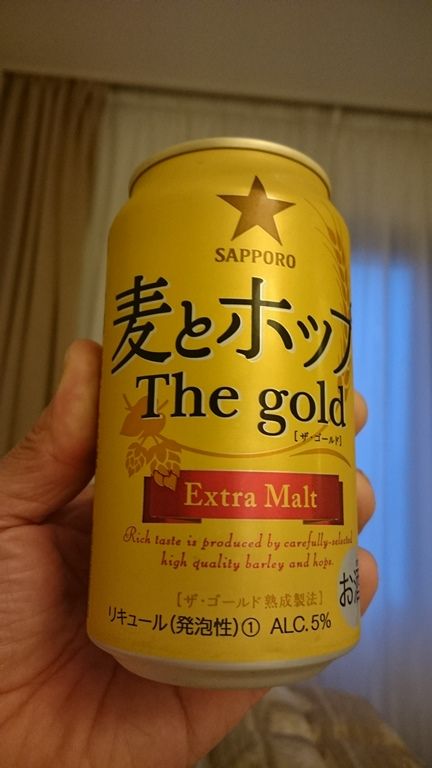 SAPPORO
麦とホップ
The gold
[ザ・ゴールド]
Extra Malt
Rich taste is produced by carefully-selected
high quality barley and hops.
[ザ・ゴールド熟成製法]
お酒
リキュール(発泡性)① ALC.5%